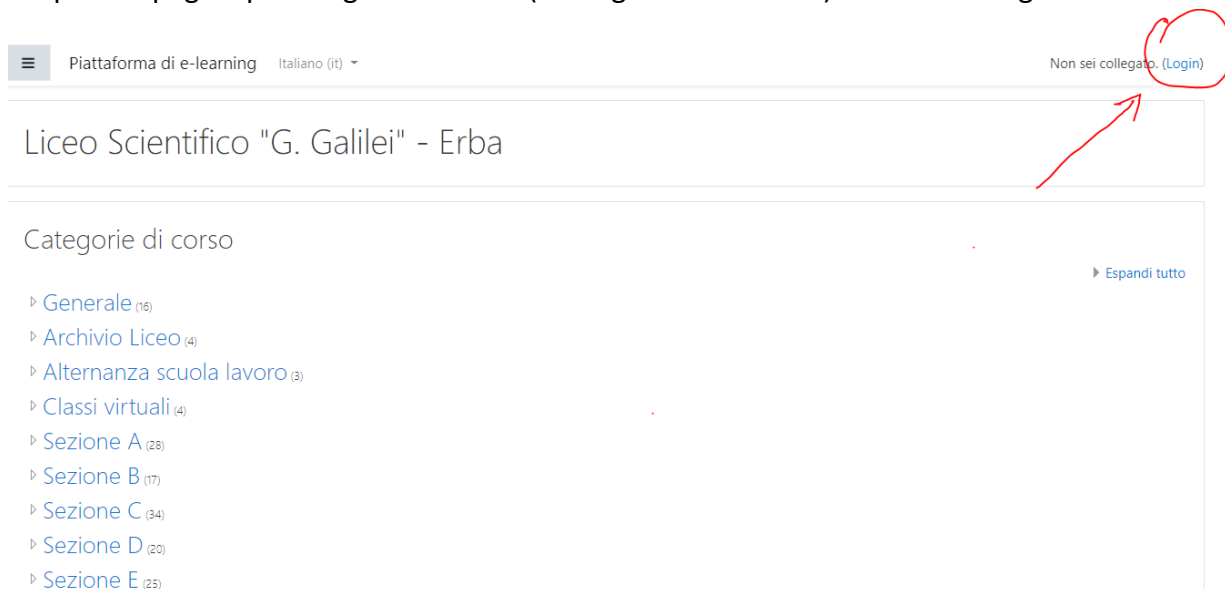 Piattaforma di e-learning Italiano (it) Non sei collegato. (Login)
Liceo Scientifico "G. Galilei" - Erba
Categorie di corso
Espandi tutto
Generale (16)
Archivio Liceo (4)
Alternanza scuola lavoro (3)
Classi virtuali (4)
Sezione A (28)
Sezione B (17)
Sezione C (34)
Sezione D (20)
Sezione E (25)